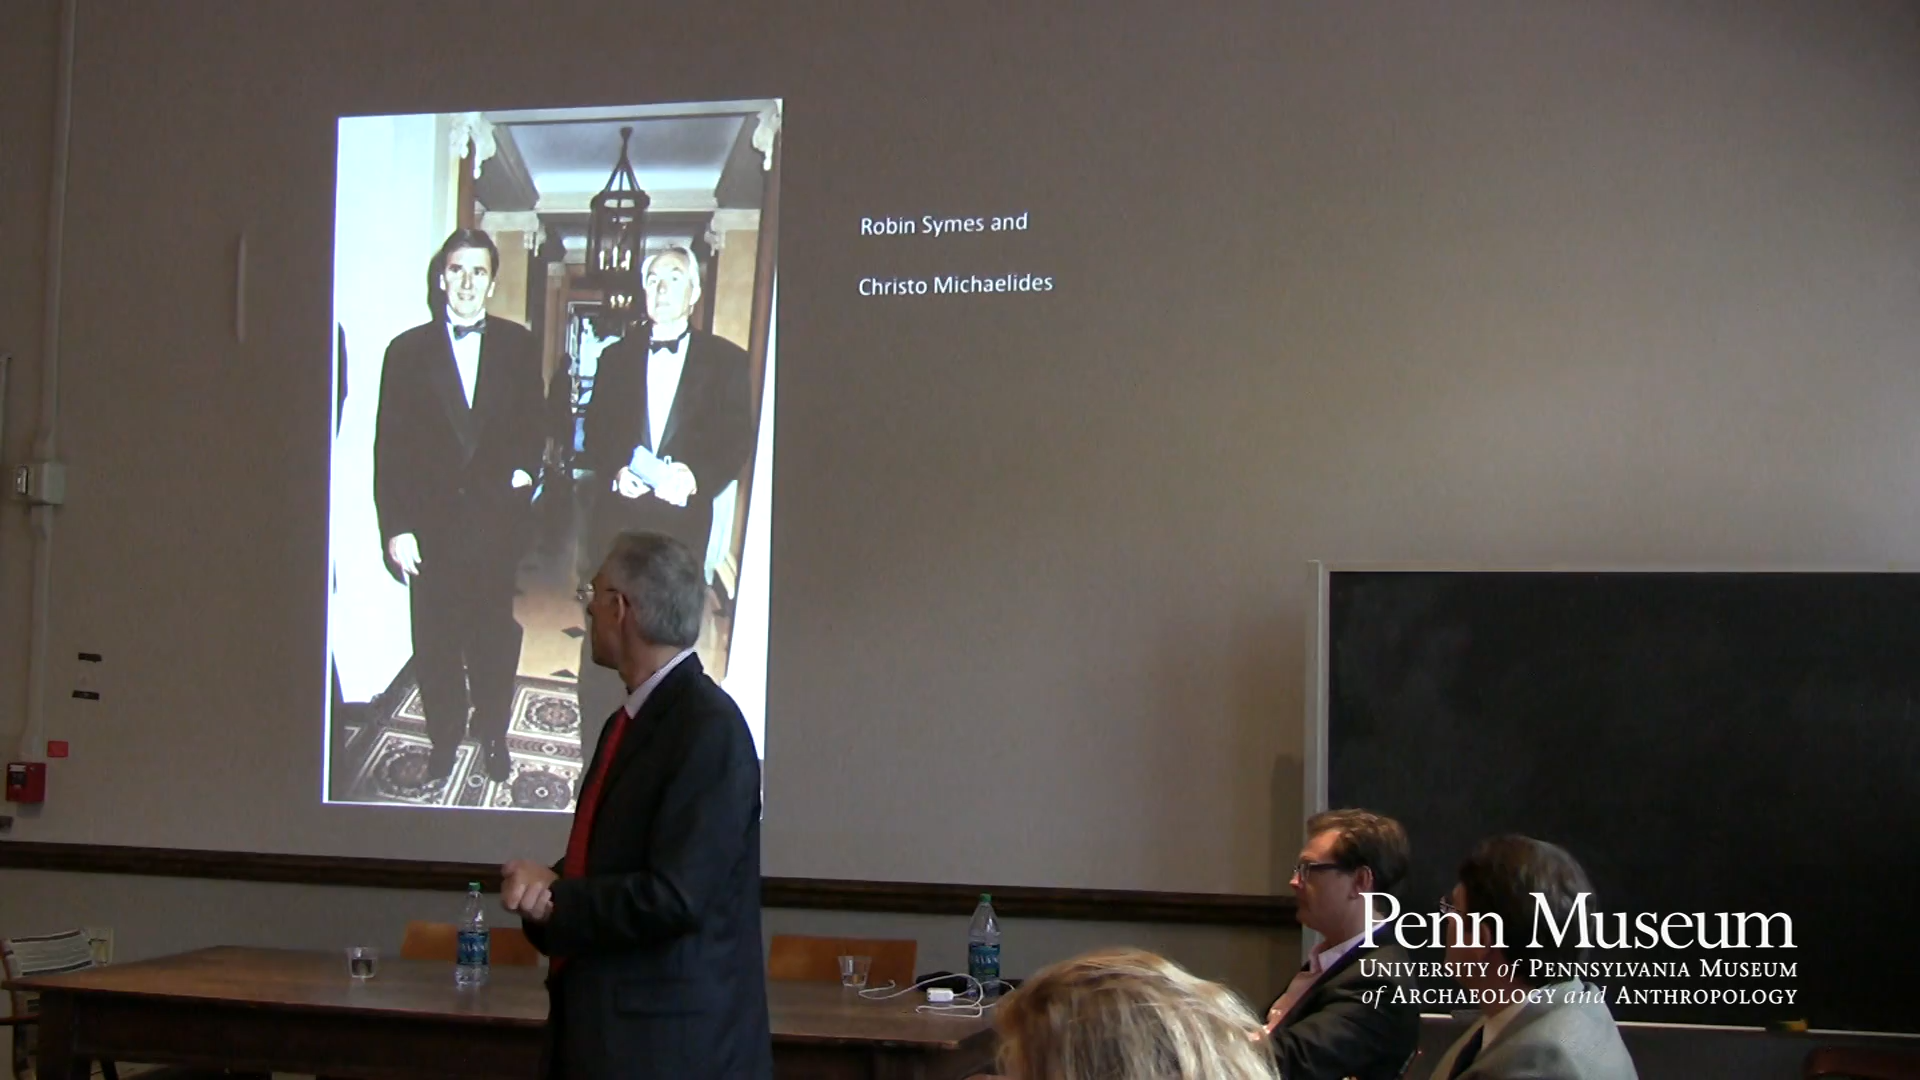 Robin Symes and
Christo Michaelides
Penn Museum
University of Pennsylvania Museum
of Archaeology and Anthropology